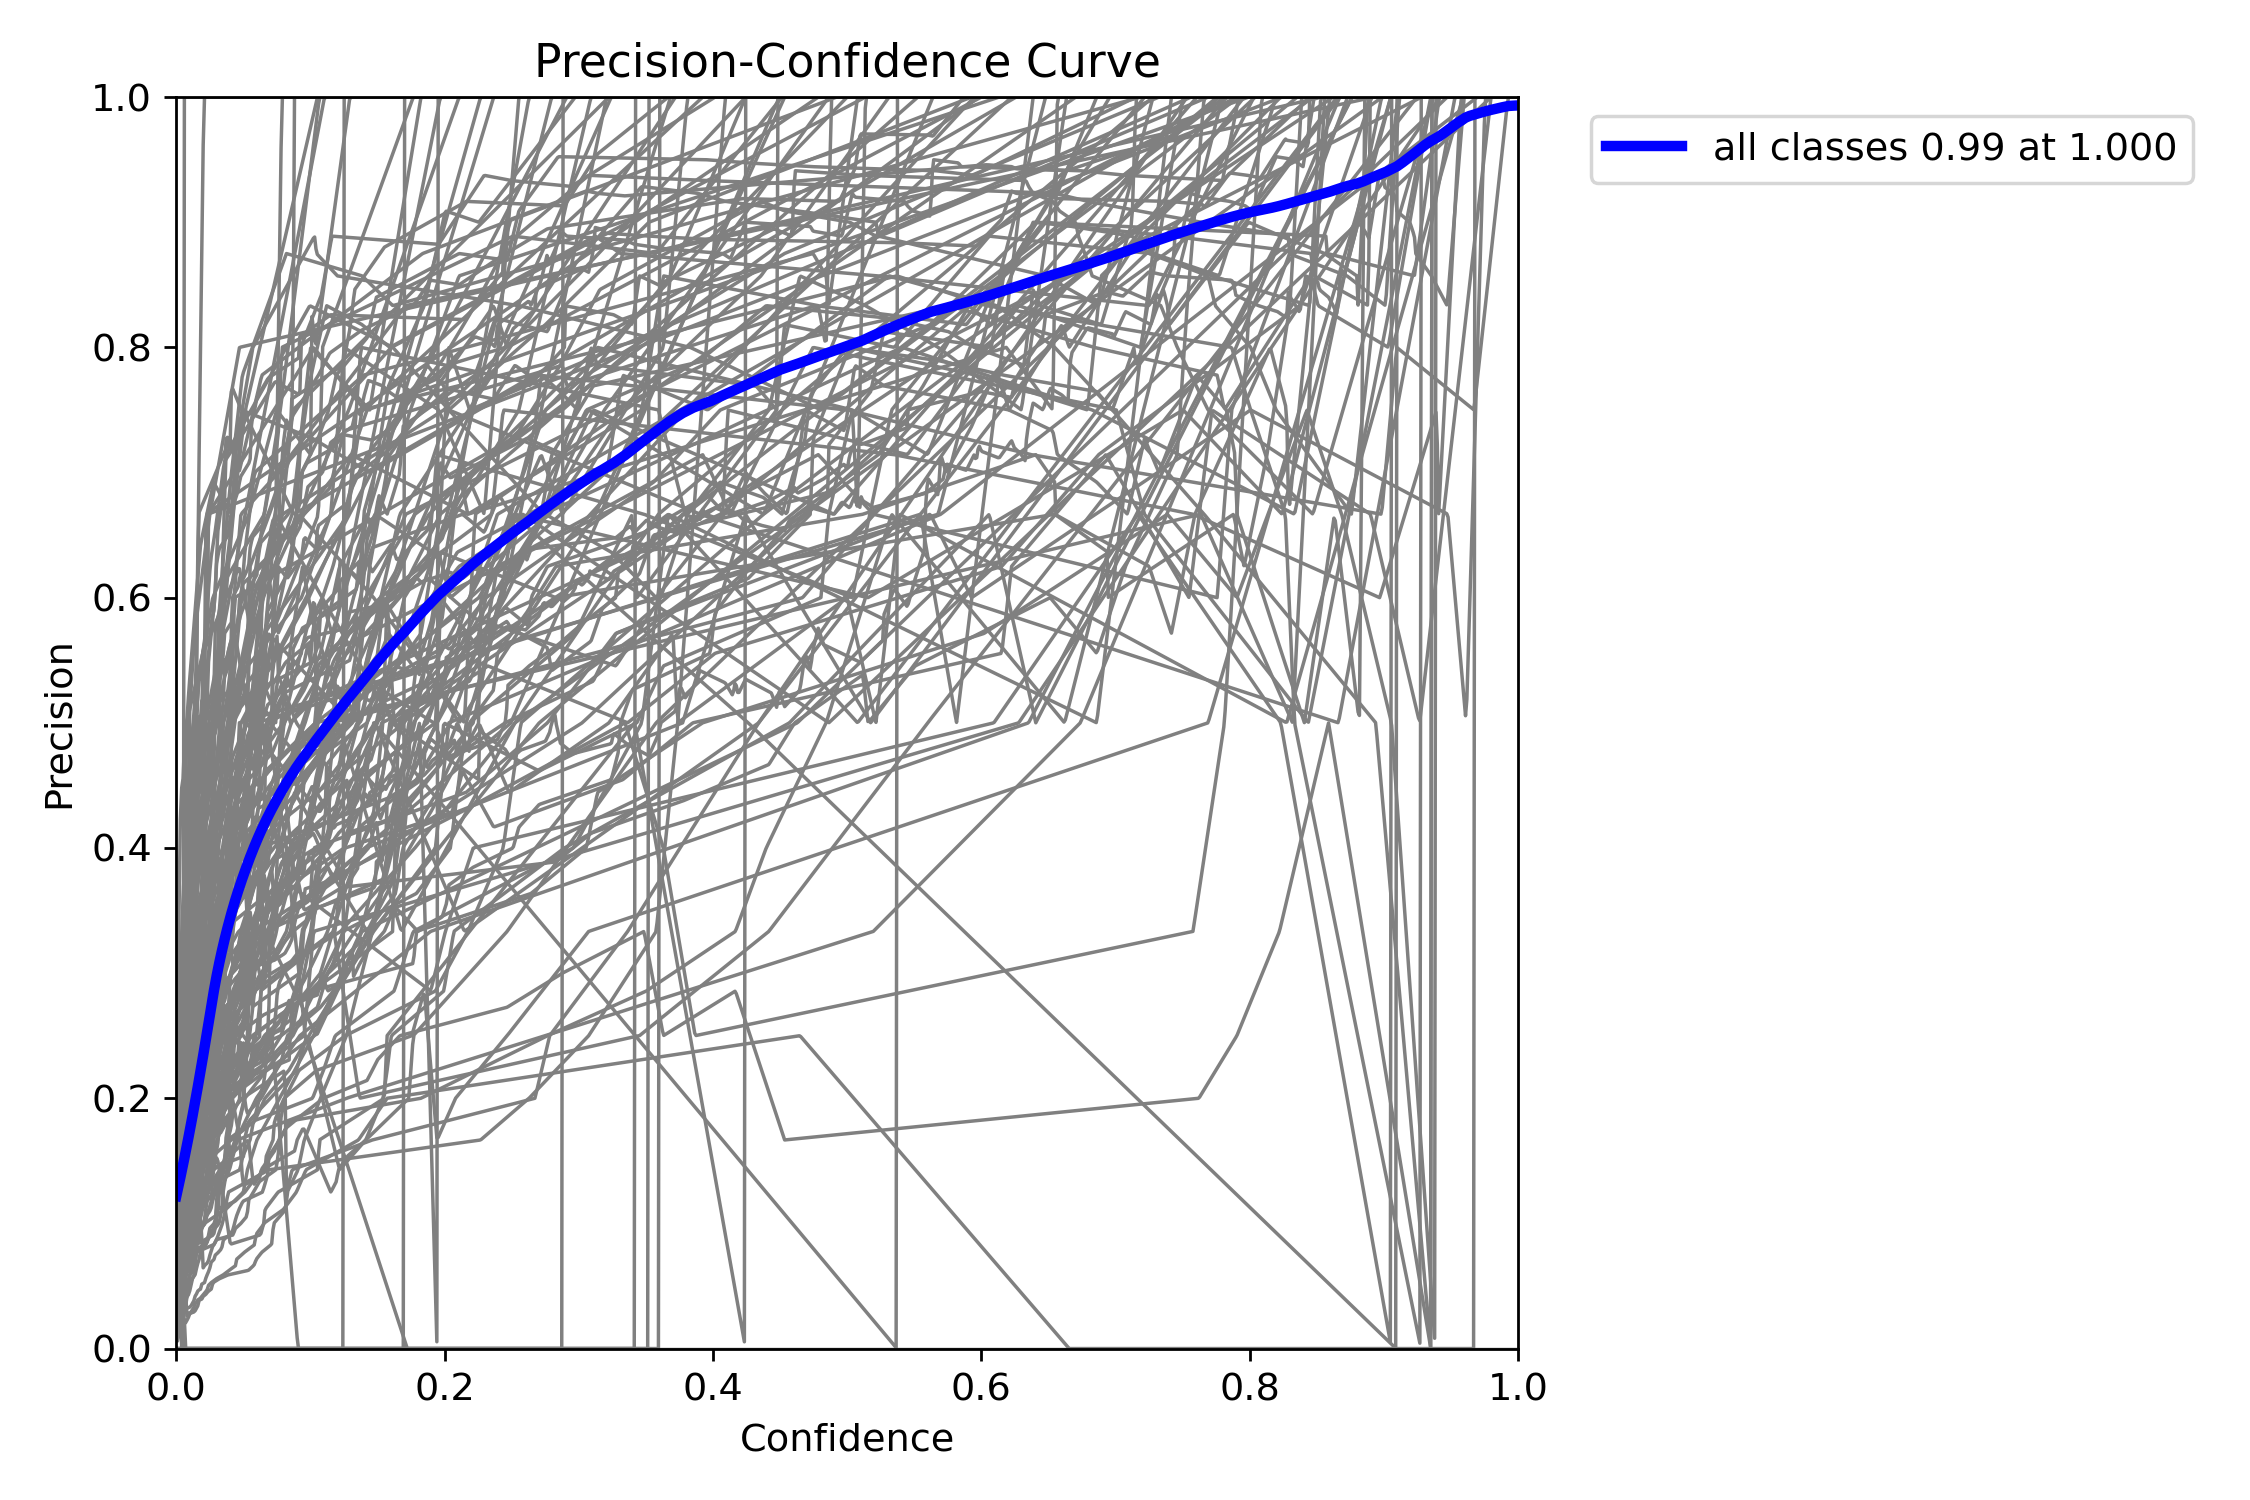 Precision-Confidence Curve
all classes 0.99 at 1.000
1.0
0.8
0.6
0.4
0.2
0.0
Precision
0.0 0.2 0.4 0.6 0.8 1.0
Confidence